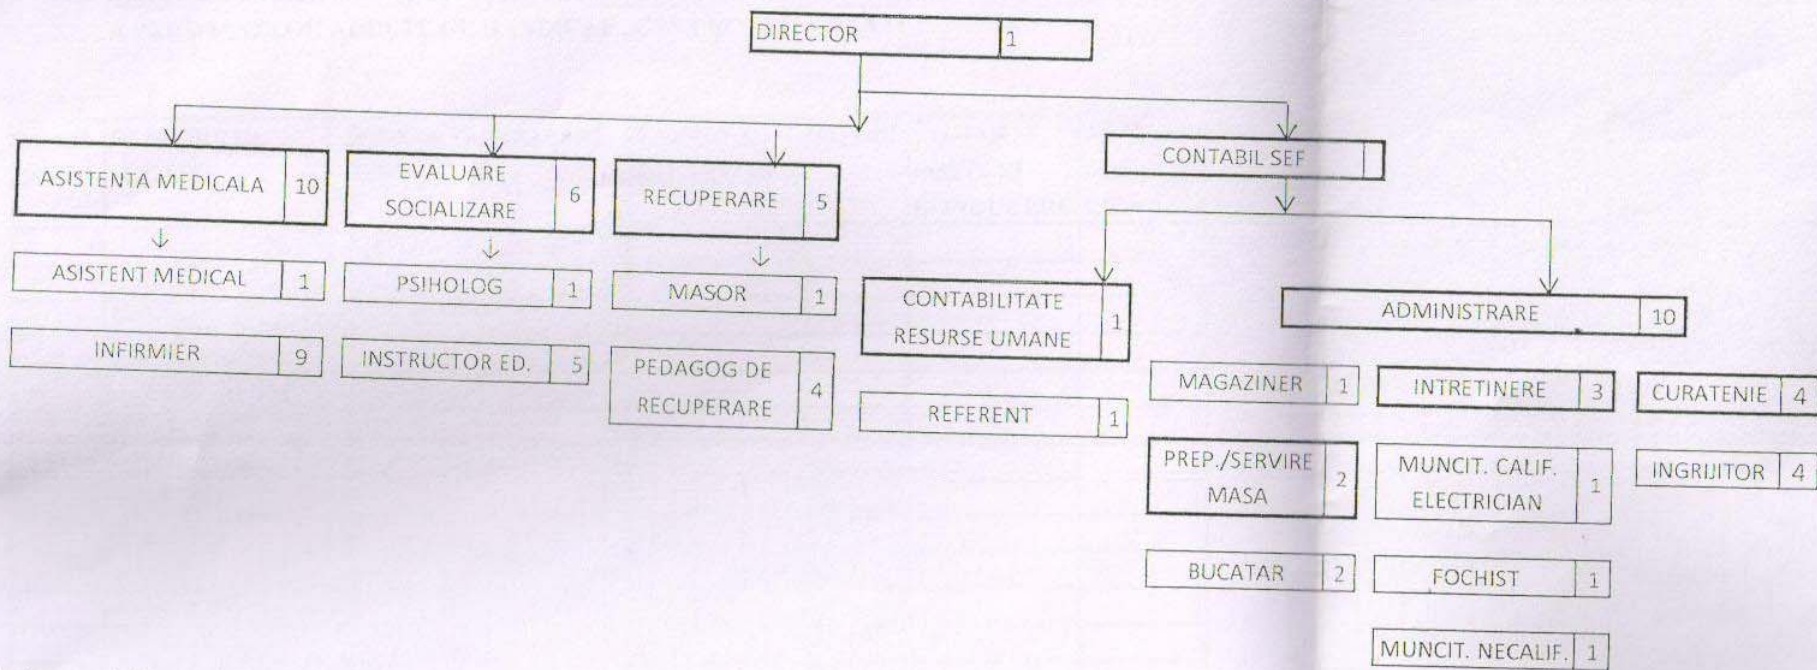 DIRECTOR 1
ASISTENTA MEDICALA 10
EVALUARE
SOCIALIZARE 6
RECUPERARE 5
CONTABIL SEF
ASISTENT MEDICAL 1
PSIHOLOG 1
MASOR 1
CONTABILITATE
RESURSE UMANE 1
ADMINISTRARE 10
INFIRMIER 9
INSTRUCTOR ED. 5
PEDAGOG DE
RECUPERARE 4
REFERENT 1
MAGAZINER 1
INTRETINERE 3
CURATENIE 4
PREP./SERVIRE
MASA 2
MUNCIT. CALIF.
ELECTRICIAN 1
INGRIJITOR 4
BUCATAR 2
FOCHIST 1
MUNCIT. NECALIF. 1